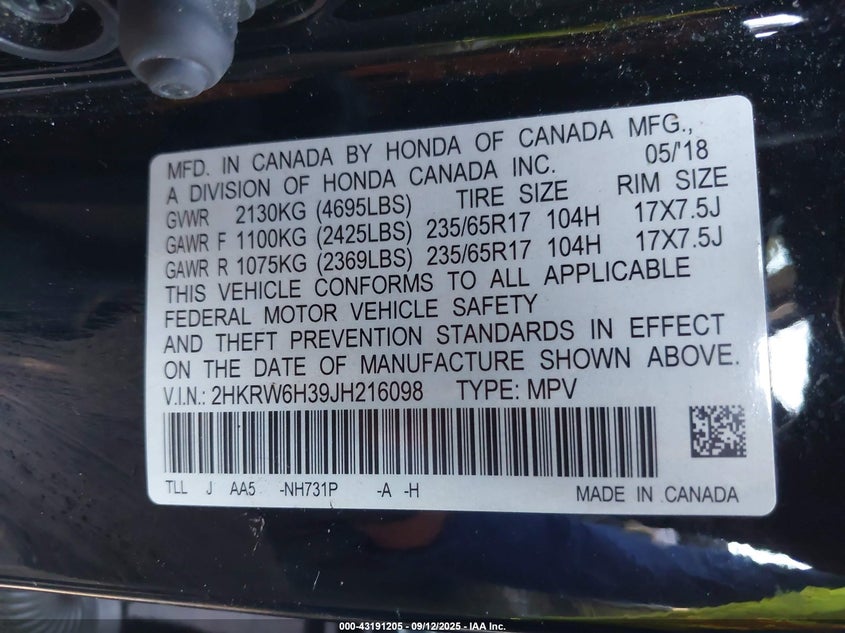 MFD. IN CANADA BY HONDA OF CANADA MFG.,
A DIVISION OF HONDA CANADA INC. 05/'18
GVWR 2130KG (4695LBS) TIRE SIZE RIM SIZE
GAWR F 1100KG (2425LBS) 235/65R17 104H 17X7.5J
GAWR R 1075KG (2369LBS) 235/65R17 104H 17X7.5J
THIS VEHICLE CONFORMS TO ALL APPLICABLE
FEDERAL MOTOR VEHICLE SAFETY
AND THEFT PREVENTION STANDARDS IN EFFECT
ON THE DATE OF MANUFACTURE SHOWN ABOVE.
V.I.N.: 2HKRW6H39JH216098 TYPE: MPV
TLL J AA5 -NH731P -A -H MADE IN CANADA
000-43191205 - 09/12/2025 - IAA Inc.